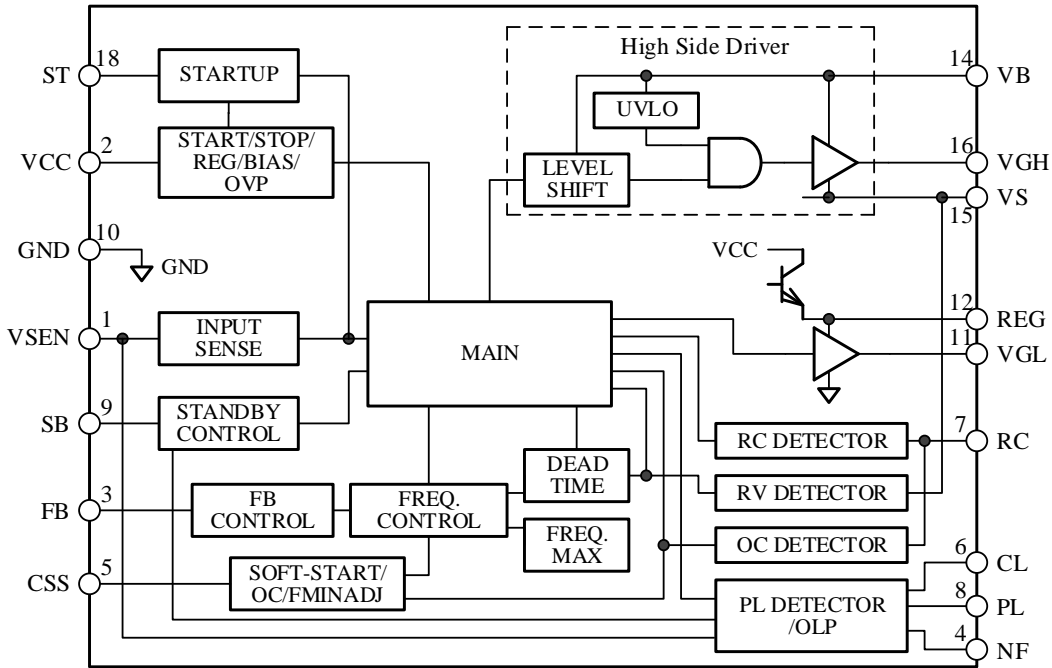 High Side Driver
18
ST
STARTUP
14
VB
UVLO
2
VCC
START/STOP/
REG/BIAS/
OVP
LEVEL
SHIFT
16
VGH
VS
15
10
GND
GND
VCC
1
VSEN
INPUT
SENSE
MAIN
12
REG
11
VGL
9
SB
STANDBY
CONTROL
RC DETECTOR
7
RC
DEAD
TIME
RV DETECTOR
3
FB
FB
CONTROL
FREQ.
CONTROL
FREQ.
MAX
OC DETECTOR
5
CSS
SOFT-START/
OC/FMINADJ
6
CL
PL DETECTOR
/OLP
8
PL
4
NF